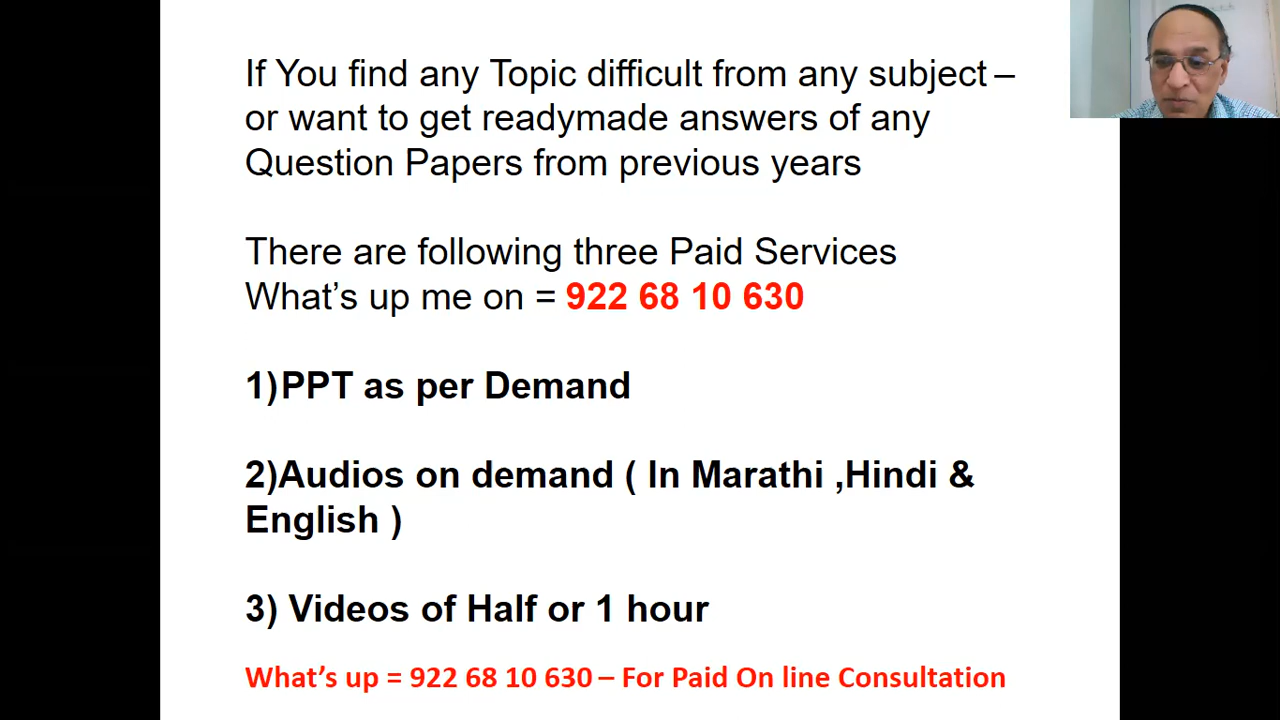 If You find any Topic difficult from any subject –
or want to get readymade answers of any
Question Papers from previous years
There are following three Paid Services
What’s up me on = 922 68 10 630
1)PPT as per Demand
2)Audios on demand ( In Marathi ,Hindi &
English )
3) Videos of Half or 1 hour
What’s up = 922 68 10 630 – For Paid On line Consultation